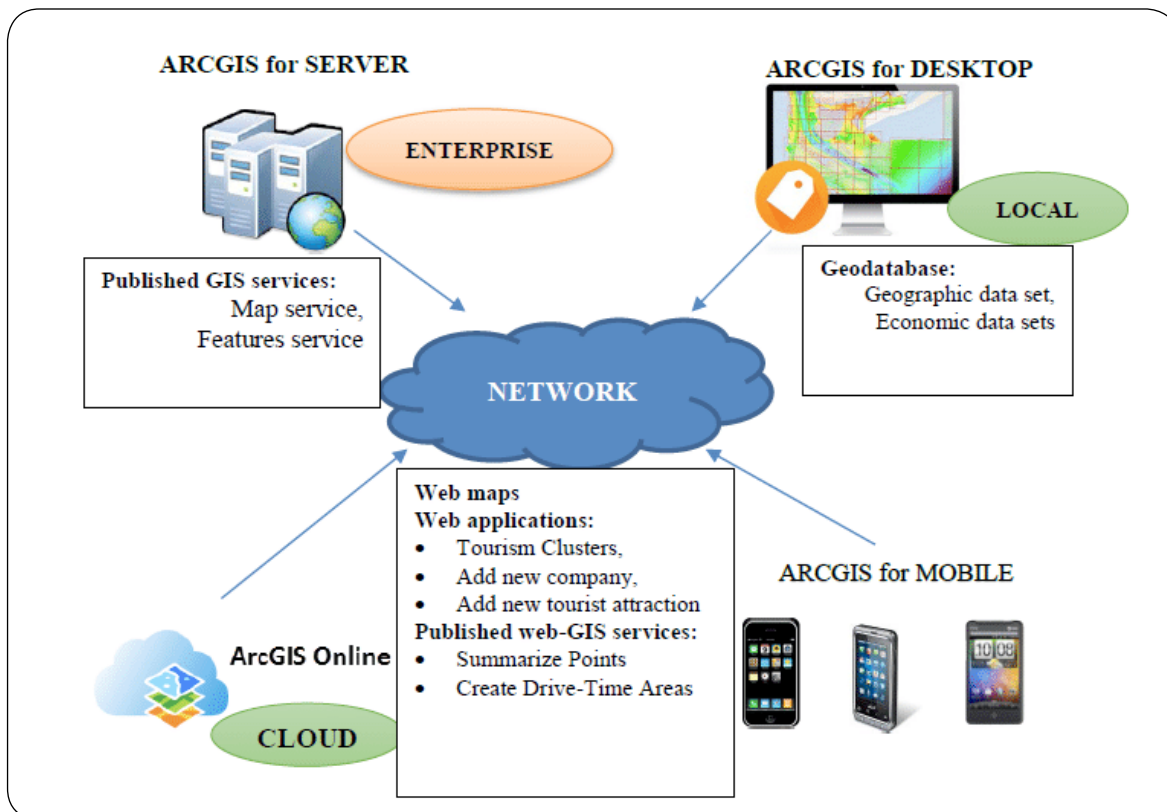 ARCGIS for SERVER
ENTERPRISE
Published GIS services:
Map service,
Features service
ARCGIS for DESKTOP
LOCAL
Geodatabase:
Geographic data set,
Economic data sets
NETWORK
Web maps
Web applications:
• Tourism Clusters,
• Add new company,
• Add new tourist attraction
Published web-GIS services:
• Summarize Points
• Create Drive-Time Areas
ArcGIS Online
CLOUD
ARCGIS for MOBILE
10:08